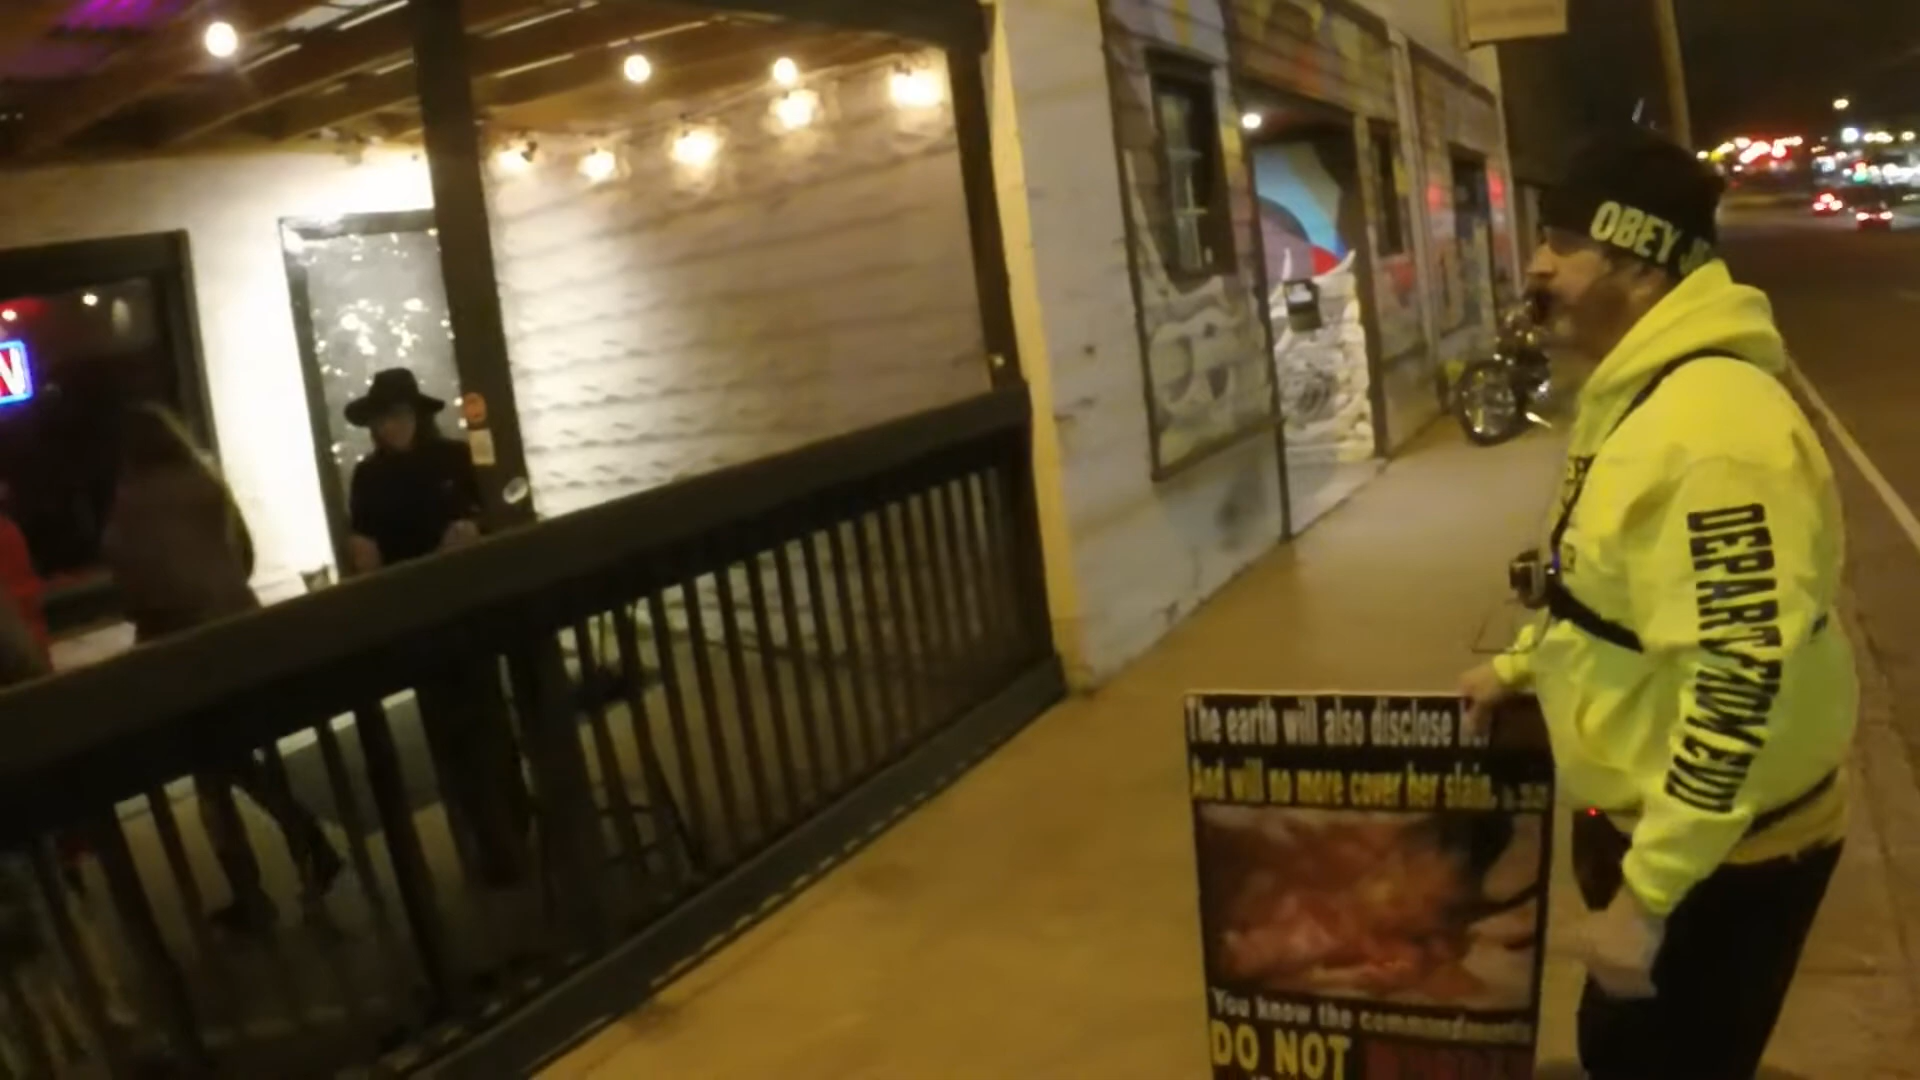 OBEY
DEPART FROM EVIL
The earth will also disclose
And will no more cover her slain.
You know the commandments
DO NOT